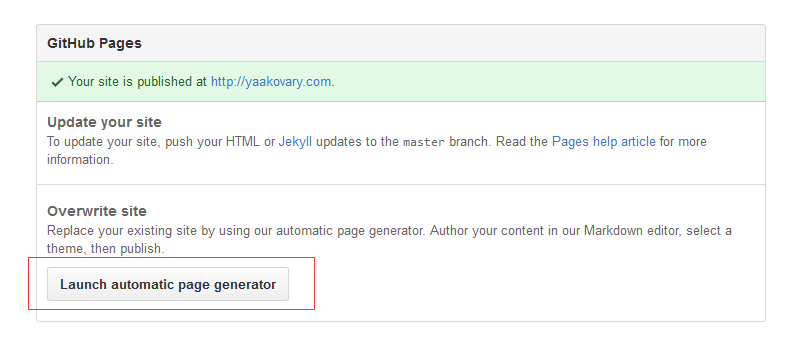 GitHub Pages
Your site is published at http://yaakovary.com.
Update your site
To update your site, push your HTML or Jekyll updates to the master branch. Read the Pages help article for more
information.
Overwrite site
Replace your existing site by using our automatic page generator. Author your content in our Markdown editor, select a
theme, then publish.
Launch automatic page generator